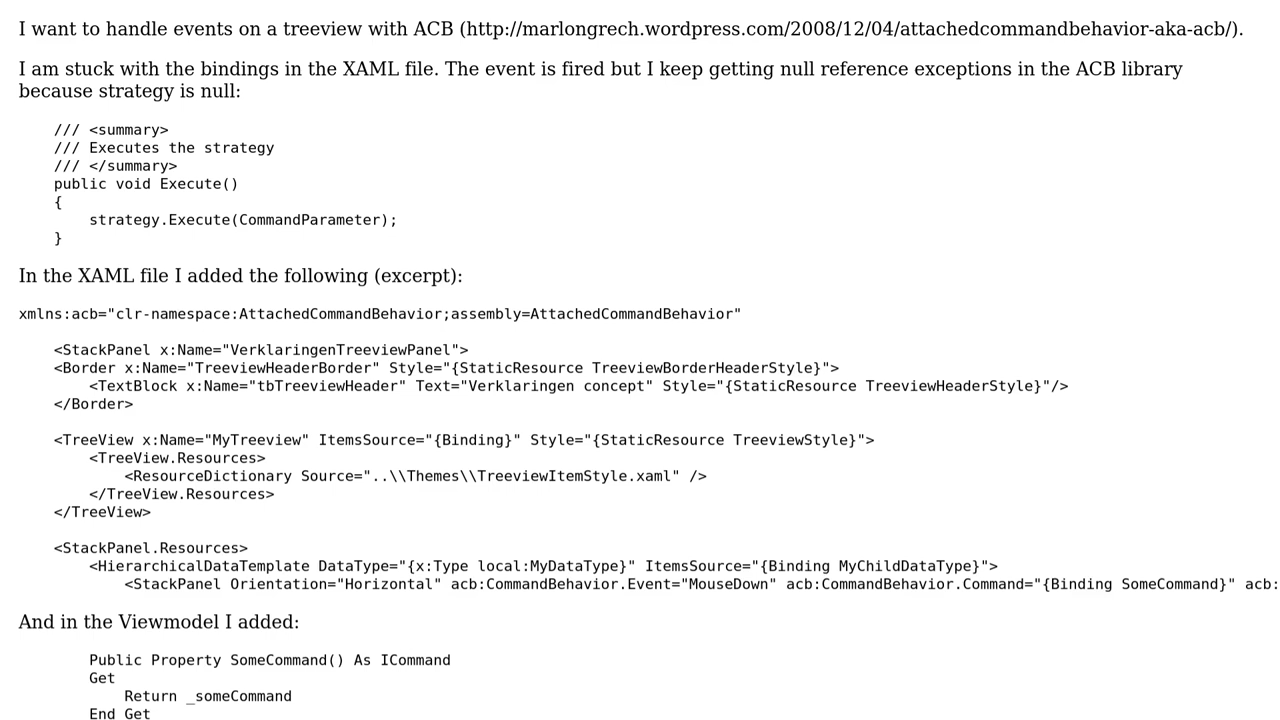 I want to handle events on a treeview with ACB (http://marlongrech.wordpress.com/2008/12/04/attachedcommandbehavior-aka-acb/).
I am stuck with the bindings in the XAML file. The event is fired but I keep getting null reference exceptions in the ACB library
because strategy is null:
/// <summary>
/// Executes the strategy
/// </summary>
public void Execute()
{
strategy.Execute(CommandParameter);
}
In the XAML file I added the following (excerpt):
xmlns:acb="clr-namespace:AttachedCommandBehavior;assembly=AttachedCommandBehavior"
<StackPanel x:Name="VerklaringenTreeviewPanel">
<Border x:Name="TreeviewHeaderBorder" Style="{StaticResource TreeviewBorderHeaderStyle}">
<TextBlock x:Name="tbTreeviewHeader" Text="Verklaringen concept" Style="{StaticResource TreeviewHeaderStyle}"/>
</Border>
<TreeView x:Name="MyTreeview" ItemsSource="{Binding}" Style="{StaticResource TreeviewStyle}">
<TreeView.Resources>
<ResourceDictionary Source="..\\Themes\\TreeviewItemStyle.xaml" />
</TreeView.Resources>
</TreeView>
<StackPanel.Resources>
<HierarchicalDataTemplate DataType="{x:Type local:MyDataType}" ItemsSource="{Binding MyChildDataType}">
<StackPanel Orientation="Horizontal" acb:CommandBehavior.Event="MouseDown" acb:CommandBehavior.Command="{Binding SomeCommand}" acb:
And in the Viewmodel I added:
Public Property SomeCommand() As ICommand
Get
Return _someCommand
End Get